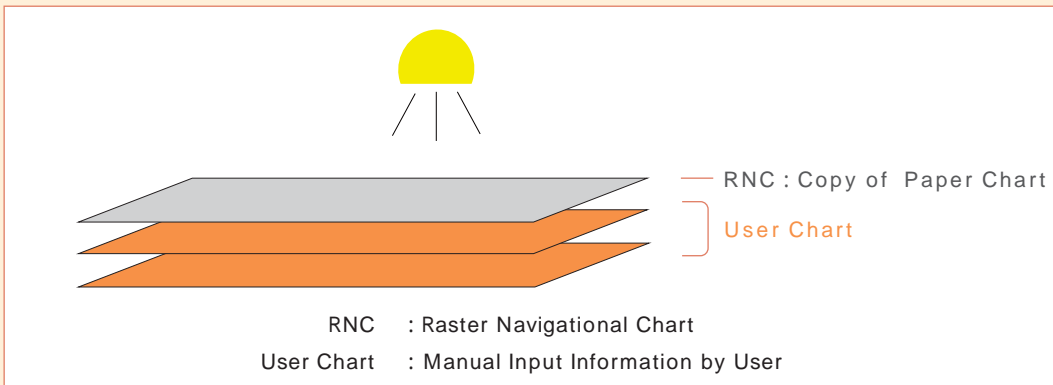 RNC : Copy of Paper Chart
User Chart
RNC : Raster Navigational Chart
User Chart : Manual Input Information by User